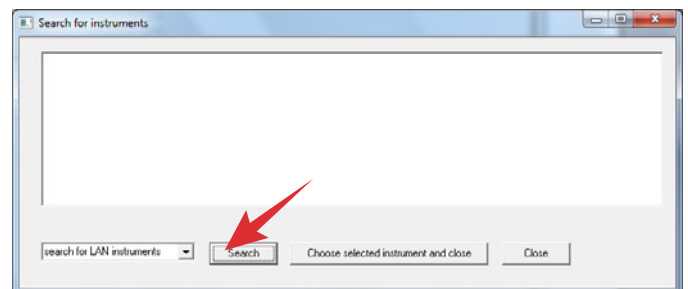 Search for instruments
search for LAN instruments
Search
Choose selected instrument and close
Close